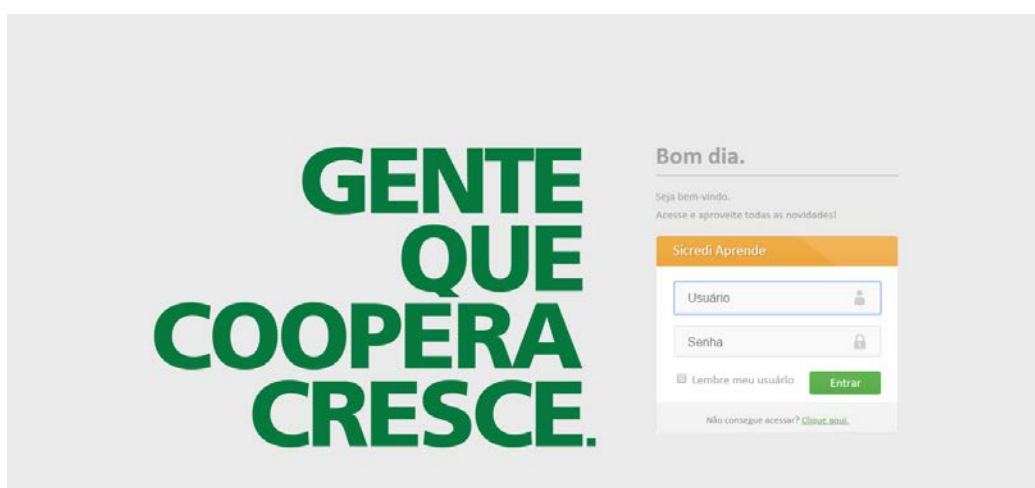 GENTE
QUE
COOPERA
CRESCE.
Bom dia.
Seja bem-vindo.
Acesse e aproveite todas as novidades!
Sicredi Aprende
Usuário
Senha
Lembre meu usuário
Entrar
Não consegue acessar? Clique aqui.